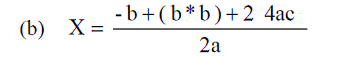 (b) X = -b+(b*b)+2 4ac
2a